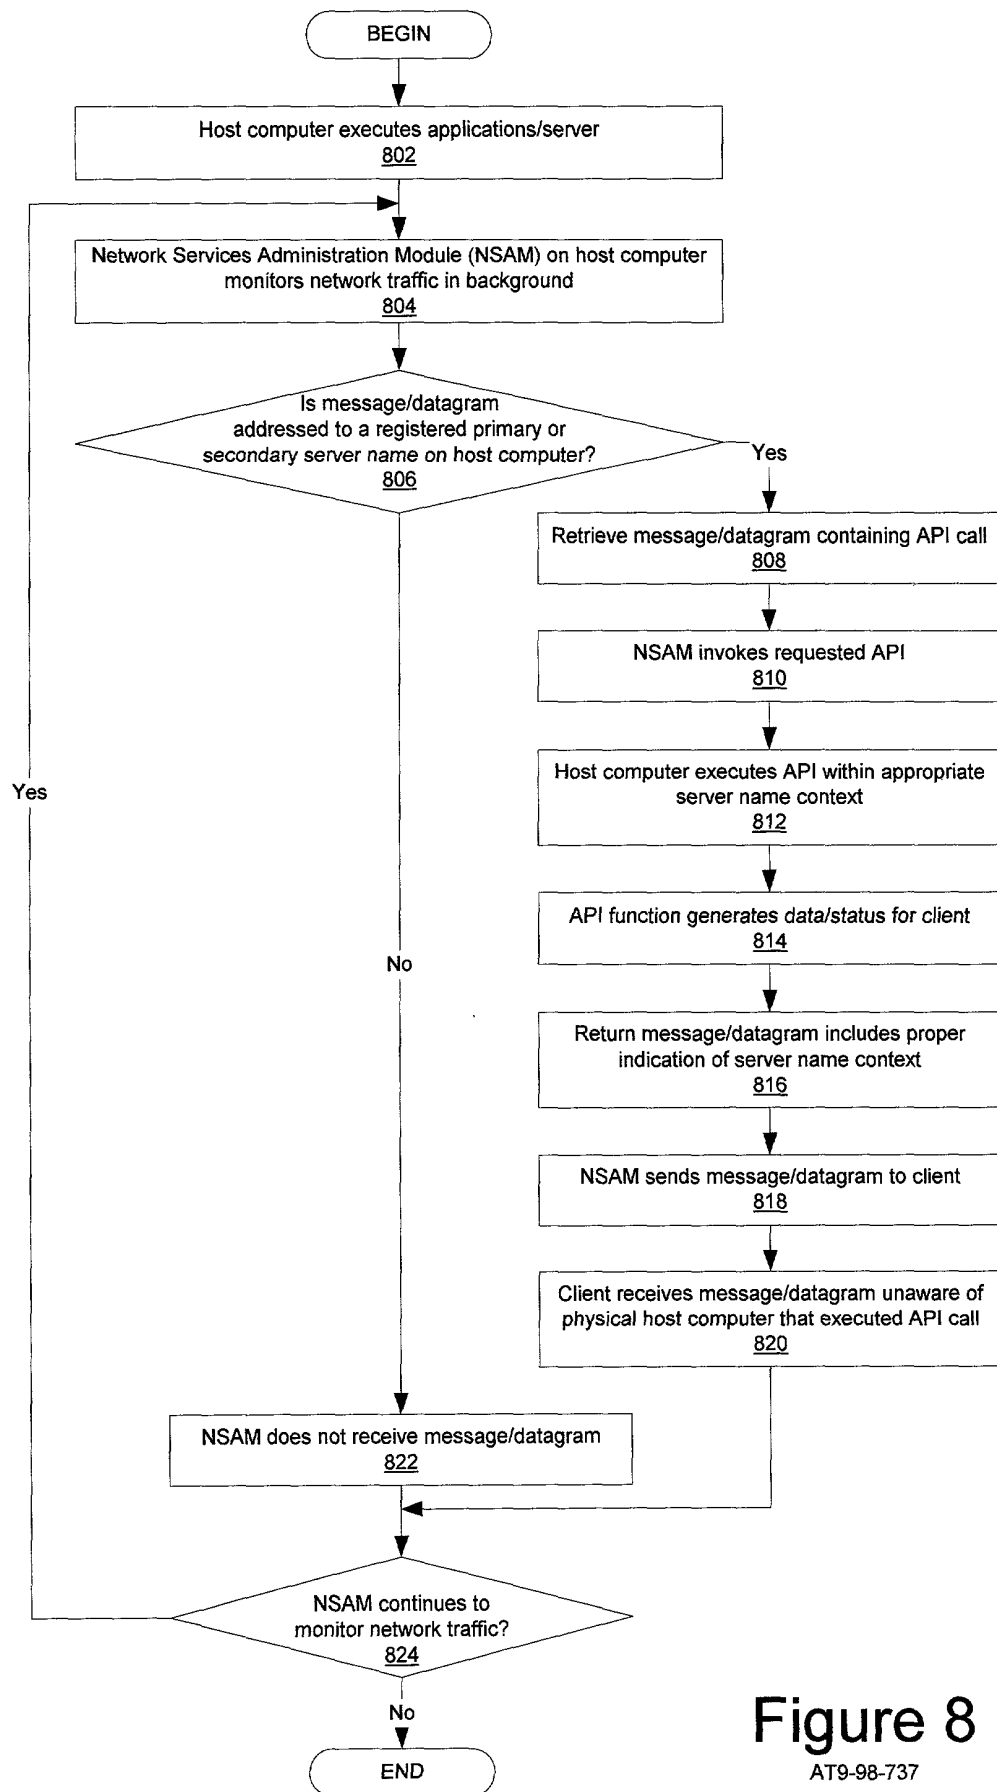 BEGIN
Host computer executes applications/server
802
Network Services Administration Module (NSAM) on host computer
monitors network traffic in background
804
Is message/datagram
addressed to a registered primary or
secondary server name on host computer?
806
Yes
Retrieve message/datagram containing API call
808
NSAM invokes requested API
810
Host computer executes API within appropriate
server name context
812
Yes
API function generates data/status for client
814
No
Return message/datagram includes proper
indication of server name context
816
NSAM sends message/datagram to client
818
Client receives message/datagram unaware of
physical host computer that executed API call
820
NSAM does not receive message/datagram
822
NSAM continues to
monitor network traffic?
824
No
END
Figure 8
AT9-98-737